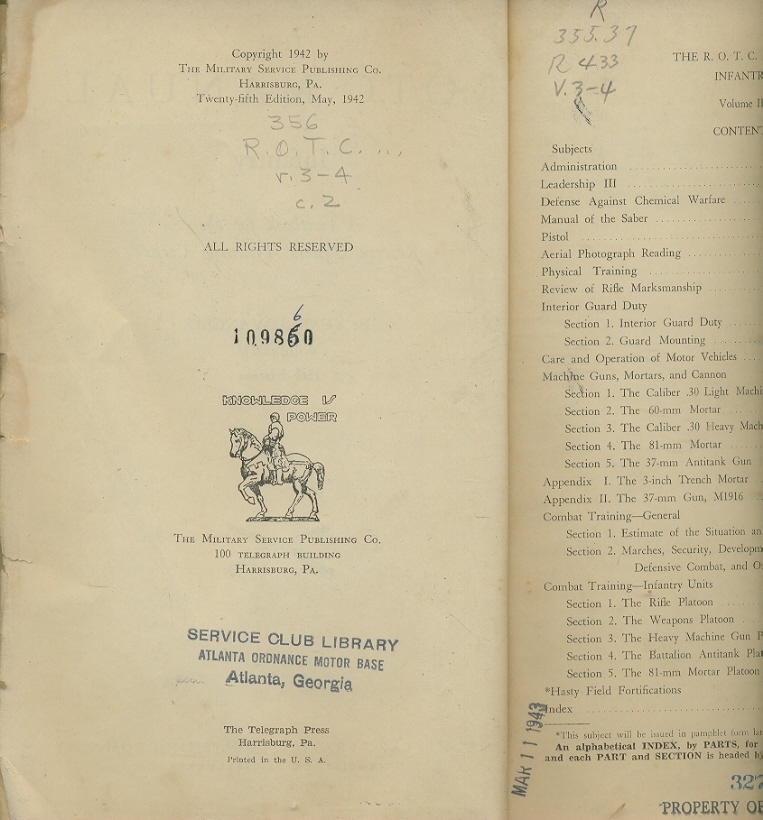 Copyright 1942 by
THE MILITARY SERVICE PUBLISHING CO.
HARRISBURG, PA.
Twenty-fifth Edition, May, 1942
356
R.O.T.C....
v.3-4
c.2
ALL RIGHTS RESERVED
6
109860
KNOWLEDGE IS
POWER
THE MILITARY SERVICE PUBLISHING CO.
100 TELEGRAPH BUILDING
HARRISBURG, PA.
SERVICE CLUB LIBRARY
ATLANTA ORDNANCE MOTOR BASE
Atlanta, Georgia
The Telegraph Press
Harrisburg, Pa.
Printed in the U. S. A.
R
355.37
R433
V.3-4
THE R. O. T. C.
INFANTR
Volume II
CONTENT
Subjects
Administration
Leadership III
Defense Against Chemical Warfare
Manual of the Saber
Pistol
Aerial Photograph Reading
Physical Training
Review of Rifle Marksmanship
Interior Guard Duty
Section 1. Interior Guard Duty
Section 2. Guard Mounting
Care and Operation of Motor Vehicles
Machine Guns, Mortars, and Cannon
Section 1. The Caliber .30 Light Machi
Section 2. The 60-mm Mortar
Section 3. The Caliber .30 Heavy Mach
Section 4. The 81-mm Mortar
Section 5. The 37-mm Antitank Gun
Appendix I. The 3-inch Trench Mortar
Appendix II. The 37-mm Gun, M1916
Combat Training—General
Section 1. Estimate of the Situation an
Section 2. Marches, Security, Developm
Defensive Combat, and O
Combat Training—Infantry Units
Section 1. The Rifle Platoon
Section 2. The Weapons Platoon
Section 3. The Heavy Machine Gun P
Section 4. The Battalion Antitank Plat
Section 5. The 81-mm Mortar Platoon
*Hasty Field Fortifications
Index
MAR 11 1943
*This subject will be issued in pamphlet form lat
An alphabetical INDEX, by PARTS, for
and each PART and SECTION is headed by
327
PROPERTY OF